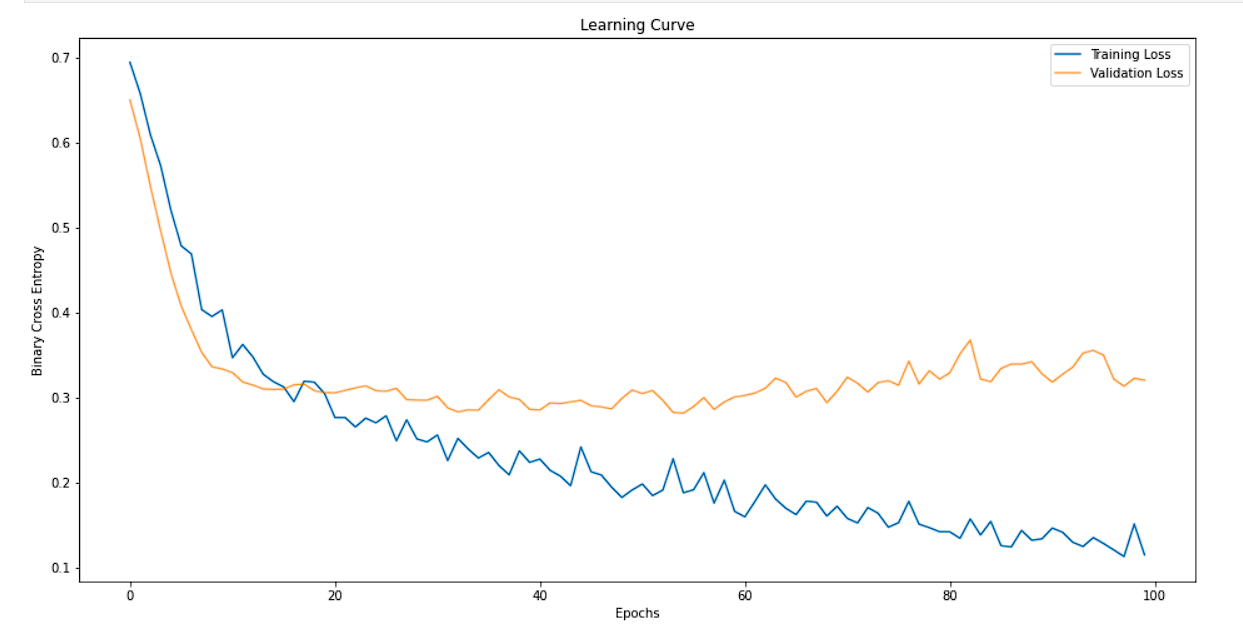 Learning Curve
Training Loss
Validation Loss
0.7
0.6
0.5
0.4
0.3
0.2
0.1
Binary Cross Entropy
0 20 40 60 80 100
Epochs